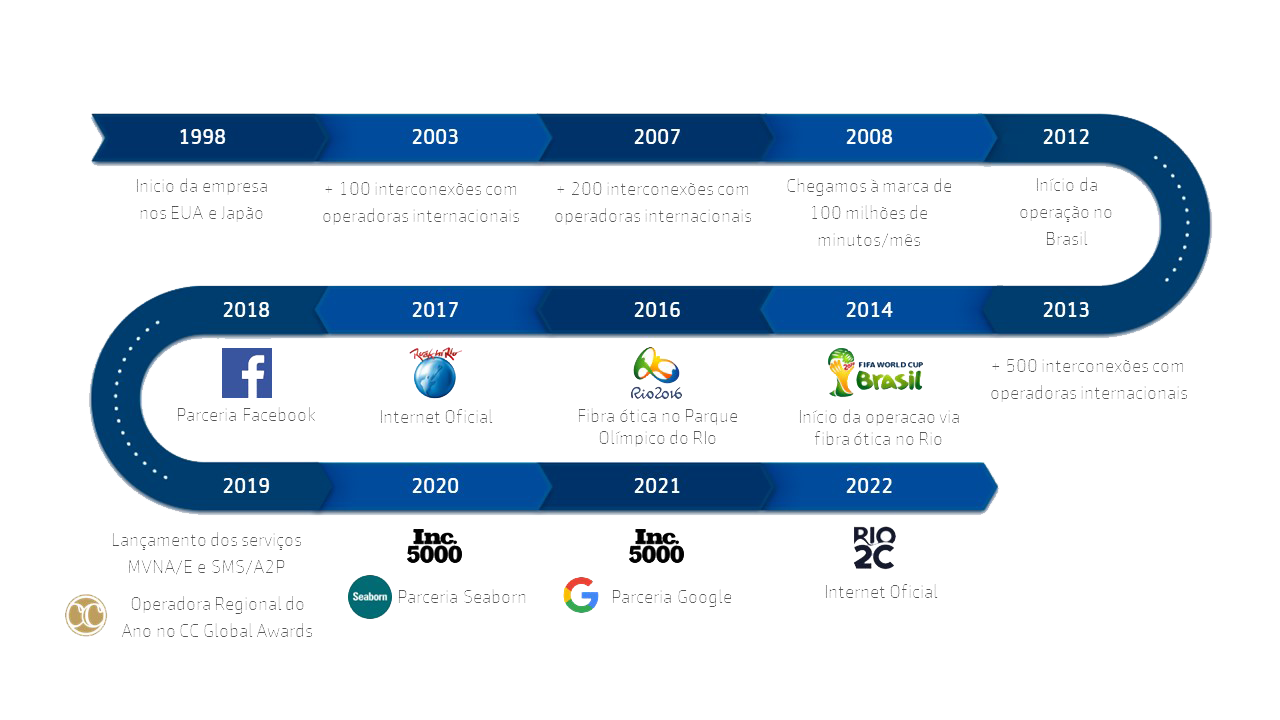 1998
2003
2007
2008
2012
Inicio da empresa
nos EUA e Japão
+ 100 interconexões com
operadoras internacionais
+ 200 interconexões com
operadoras internacionais
Chegamos à marca de
100 milhões de
minutos/mês
Início da
operação no
Brasil
2018
2017
2016
2014
2013
Parceria Facebook
Rock in Rio
Internet Oficial
Rio2016
Fibra ótica no Parque
Olímpico do RIo
FIFA WORLD CUP
Brasil
Início da operacao via
fibra ótica no Rio
+ 500 interconexões com
operadoras internacionais
2019
2020
2021
2022
Lançamento dos serviços
MVNA/E e SMS/A2P
CC
Operadora Regional do
Ano no CC Global Awards
Inc.
5000
Seaborn
Parceria Seaborn
Inc.
5000
G
Parceria Google
RIO
2C
Internet Oficial